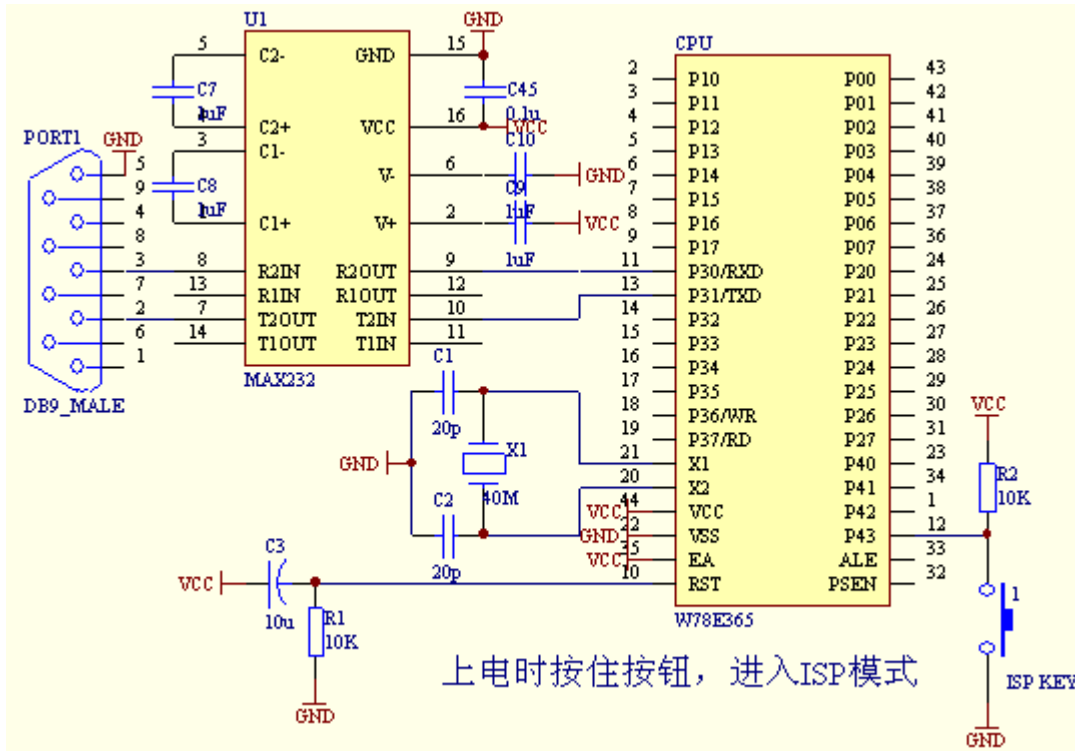 U1
5 C2- GND 15 GND
C7
1uF
C45
0.1u
C2+ VCC 16 VCC
3 C1- V- 6 C10 GND
C8
1uF
C9
1uF
C1+ V+ 2 VCC
1uF
8 R2IN R2OUT 9
13 R1IN R1OUT 12
7 T2OUT T2IN 10
14 T1OUT T1IN 11
MAX232
PORT1 GND
5
9
4
8
3
7
2
6
1
DB9_MALE
CPU
2 P10 P00 43
3 P11 P01 42
4 P12 P02 41
5 P13 P03 40
6 P14 P04 39
7 P15 P05 38
8 P16 P06 37
9 P17 P07 36
11 P30/RXD P20 24
13 P31/TXD P21 25
14 P32 P22 26
15 P33 P23 27
16 P34 P24 28
17 P35 P25 29
18 P36/WR P26 30
19 P37/RD P27 31
21 X1 P40 23
20 X2 P41 34
VCC 44 VCC P42 1
GND 22 VSS P43 12
VCC 35 EA ALE 33
10 RST PSEN 32
W78E365
C1
20p
GND
X1
40M
C2
20p
C3
VCC
10u
R1
10K
GND
VCC
R2
10K
1
ISP KEY
GND
上电时按住按钮，进入ISP模式